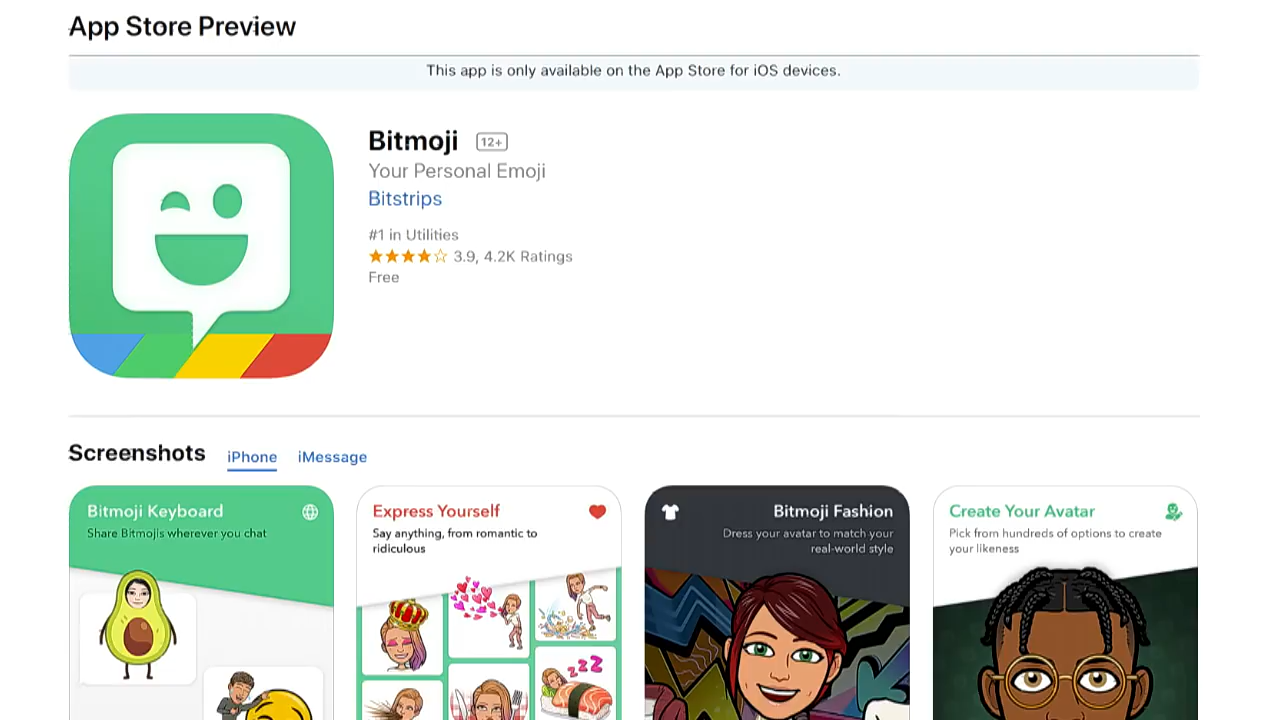 App Store Preview
This app is only available on the App Store for iOS devices.
Bitmoji 12+
Your Personal Emoji
Bitstrips
#1 in Utilities
3.9, 4.2K Ratings
Free
Screenshots iPhone iMessage
Bitmoji Keyboard
Share Bitmojis wherever you chat
Express Yourself
Say anything, from romantic to
ridiculous
Bitmoji Fashion
Dress your avatar to match your
real-world style
Create Your Avatar
Pick from hundreds of options to create
your likeness
ZZZ